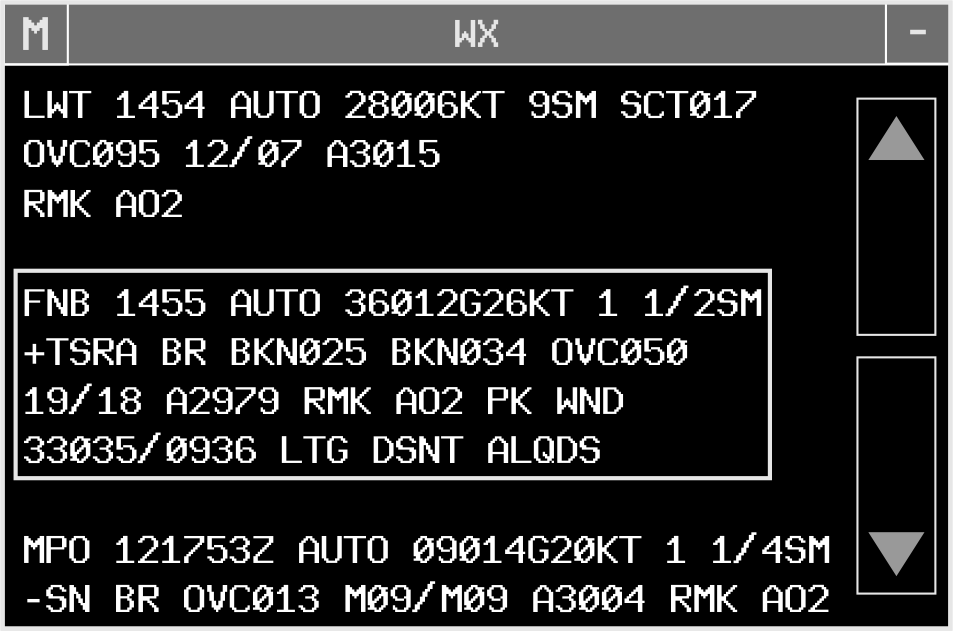 M WX -
LWT 1454 AUTO 28006KT 9SM SCT017
OVC095 12/07 A3015
RMK AO2
FNB 1455 AUTO 36012G26KT 1 1/2SM
+TSRA BR BKN025 BKN034 OVC050
19/18 A2979 RMK AO2 PK WND
33035/0936 LTG DSNT ALQDS
MPO 121753Z AUTO 09014G20KT 1 1/4SM
-SN BR OVC013 M09/M09 A3004 RMK AO2